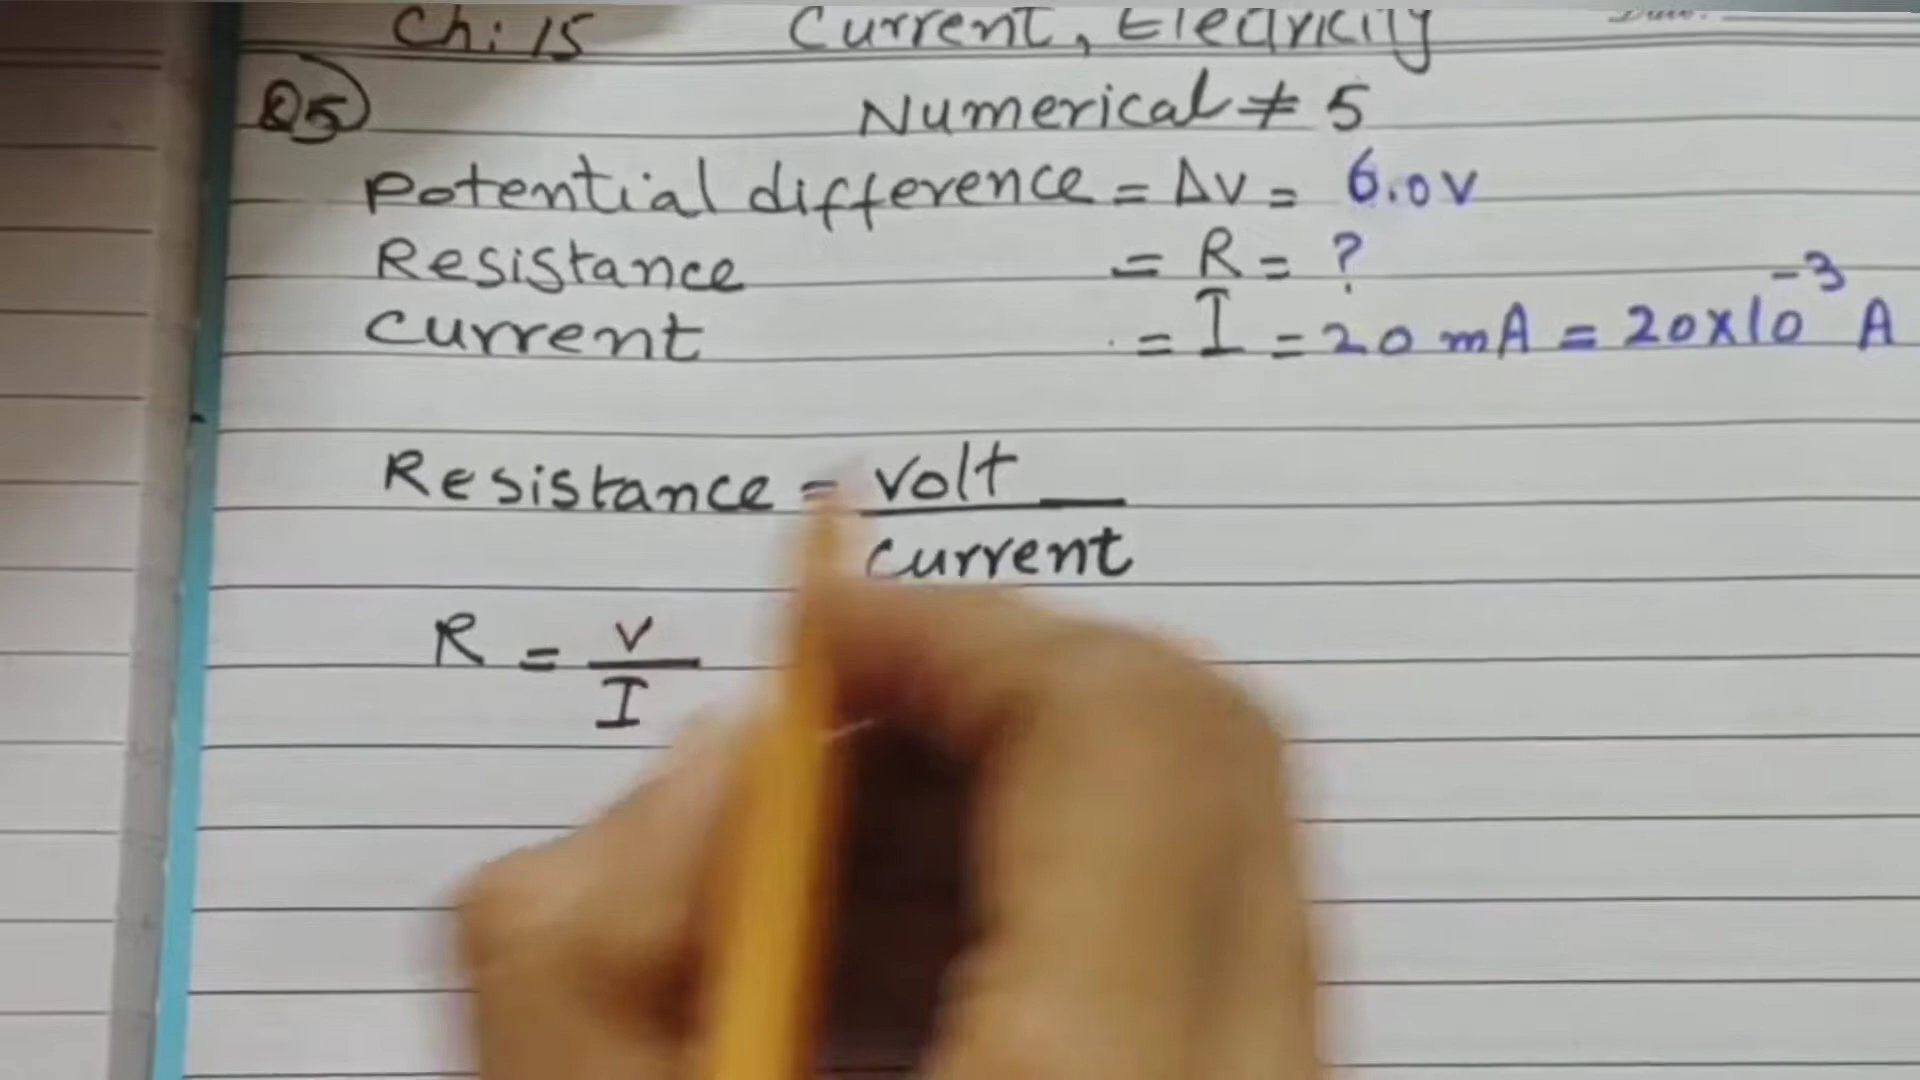 Ch: 15 Current, Electricity
Q5 Numerical ≠ 5
Potential difference = ΔV = 6.0V
Resistance = R = ?
Current = I = 20 mA = 20x10⁻³ A
Resistance = Volt
Current
R = V
I